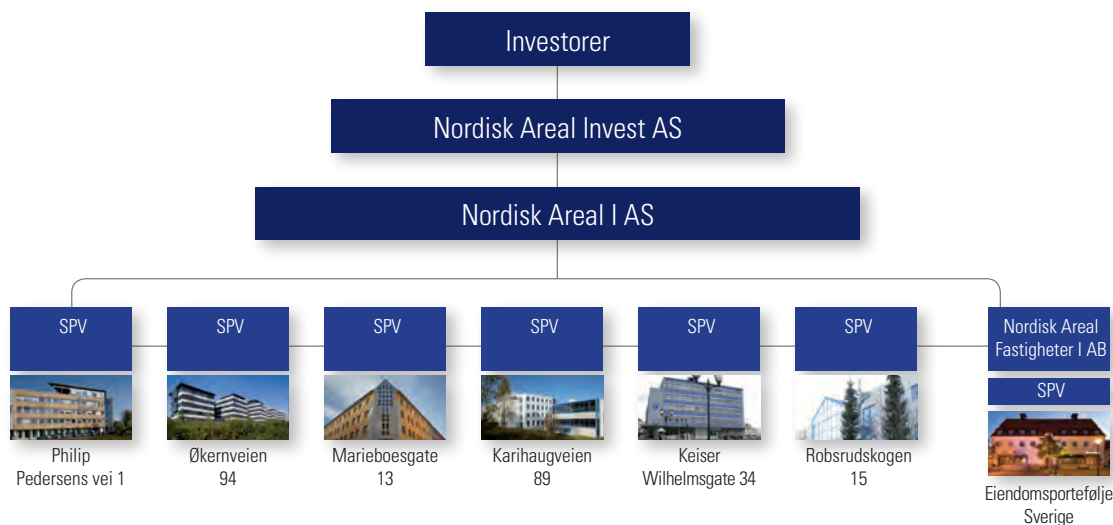 Investorer
Nordisk Areal Invest AS
Nordisk Areal I AS
SPV
Philip
Pedersens vei 1
SPV
Økernveien
94
SPV
Marieboesgate
13
SPV
Karihaugveien
89
SPV
Keiser
Wilhelmsgate 34
SPV
Robsrudskogen
15
Nordisk Areal
Fastigheter I AB
SPV
Eiendomsportefølje
Sverige